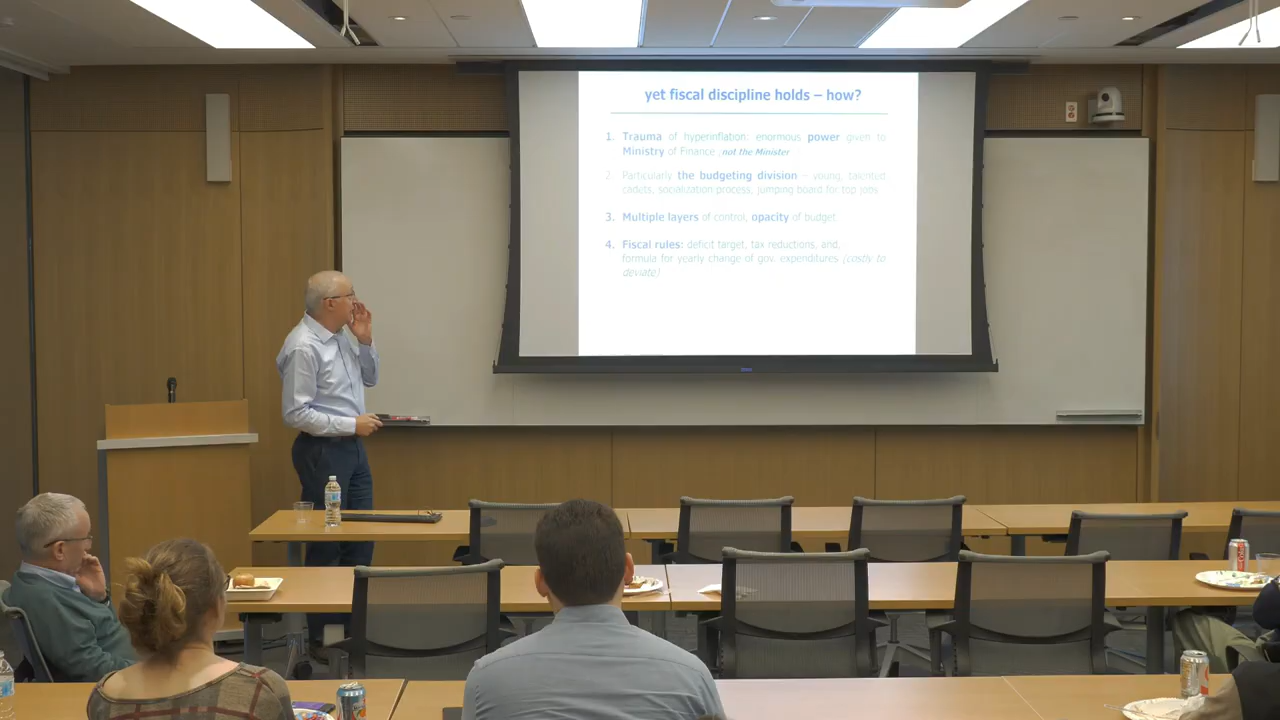 yet fiscal discipline holds – how?
1. Trauma of hyperinflation: enormous power given to
Ministry of Finance ,not the Minister
2. Particularly the budgeting division – young, talented
cadets, socialization process, jumping board for top jobs.
3. Multiple layers of control, opacity of budget.
4. Fiscal rules: deficit target, tax reductions, and,
formula for yearly change of gov. expenditures (costly to
deviate)